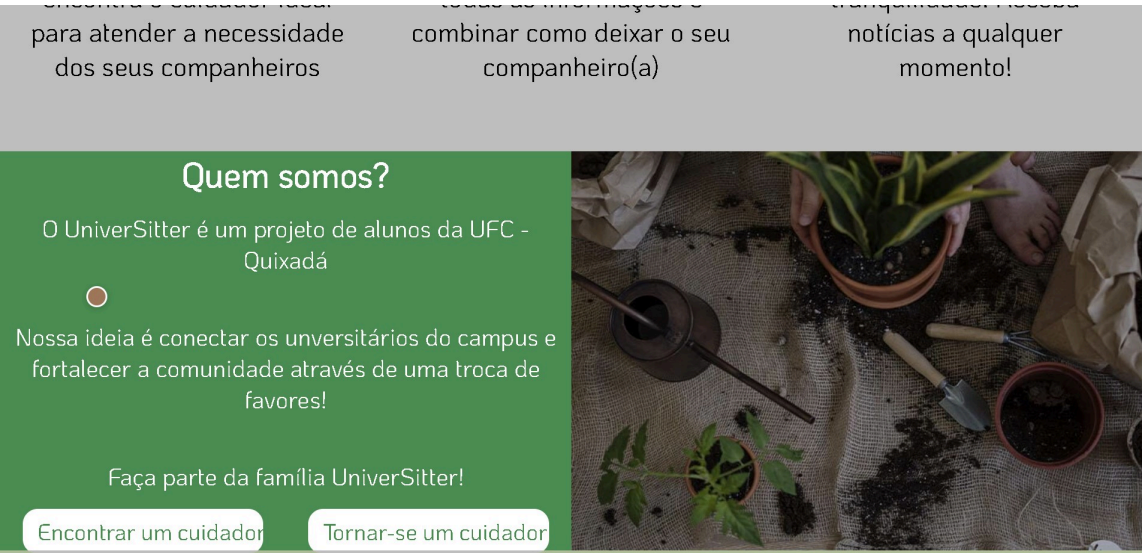 para atender a necessidade
dos seus companheiros
combinar como deixar o seu
companheiro(a)
notícias a qualquer
momento!
Quem somos?
O UniverSitter é um projeto de alunos da UFC -
Quixadá
Nossa ideia é conectar os unversitários do campus e
fortalecer a comunidade através de uma troca de
favores!
Faça parte da família UniverSitter!
Encontrar um cuidador
Tornar-se um cuidador